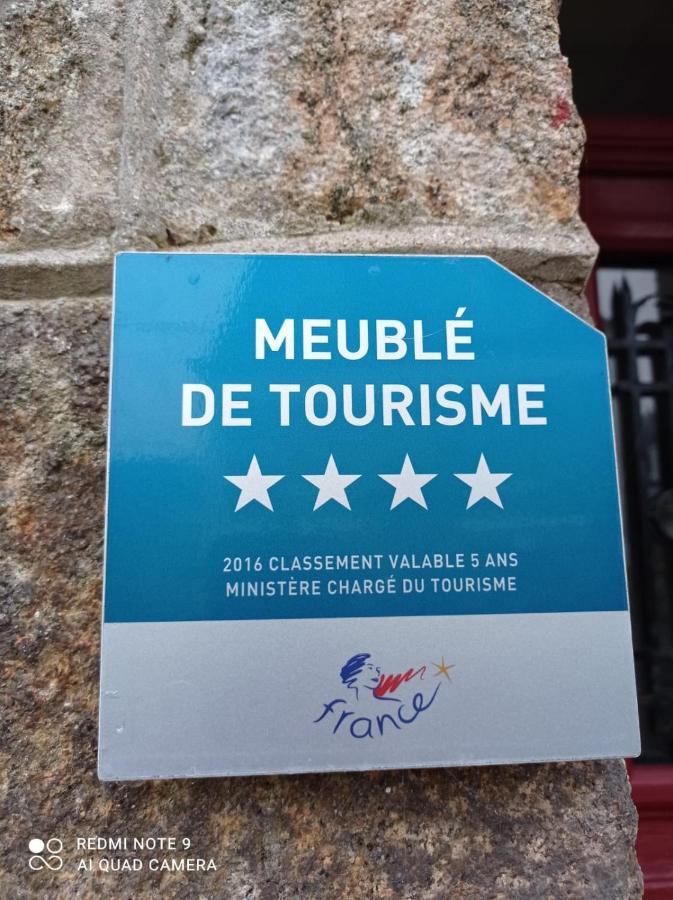 MEUBLÉ
DE TOURISME
2016 CLASSEMENT VALABLE 5 ANS
MINISTÈRE CHARGÉ DU TOURISME
france
REDMI NOTE 9
AI QUAD CAMERA